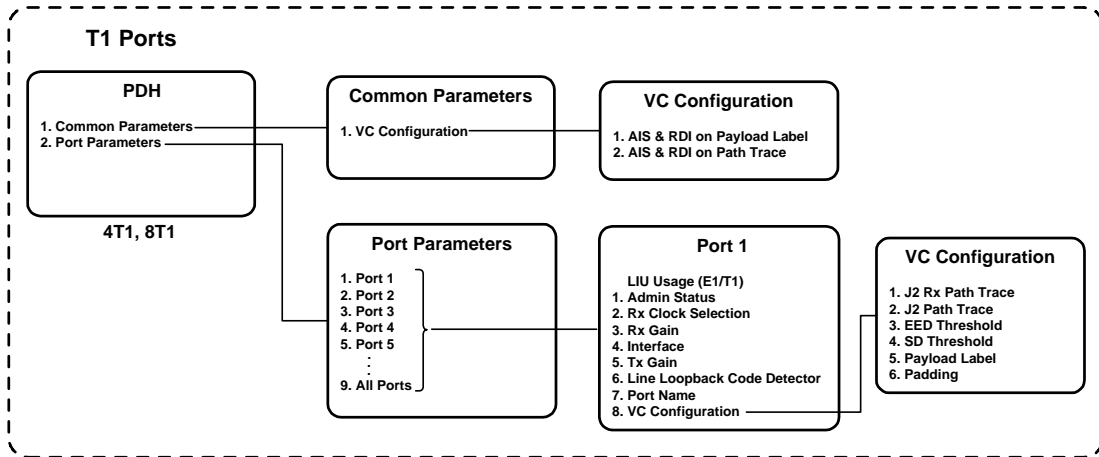 T1 Ports
PDH
1. Common Parameters
2. Port Parameters
4T1, 8T1
Common Parameters
1. VC Configuration
VC Configuration
1. AIS & RDI on Payload Label
2. AIS & RDI on Path Trace
Port Parameters
1. Port 1
2. Port 2
3. Port 3
4. Port 4
5. Port 5
:
9. All Ports
Port 1
LIU Usage (E1/T1)
1. Admin Status
2. Rx Clock Selection
3. Rx Gain
4. Interface
5. Tx Gain
6. Line Loopback Code Detector
7. Port Name
8. VC Configuration
VC Configuration
1. J2 Rx Path Trace
2. J2 Path Trace
3. EED Threshold
4. SD Threshold
5. Payload Label
6. Padding